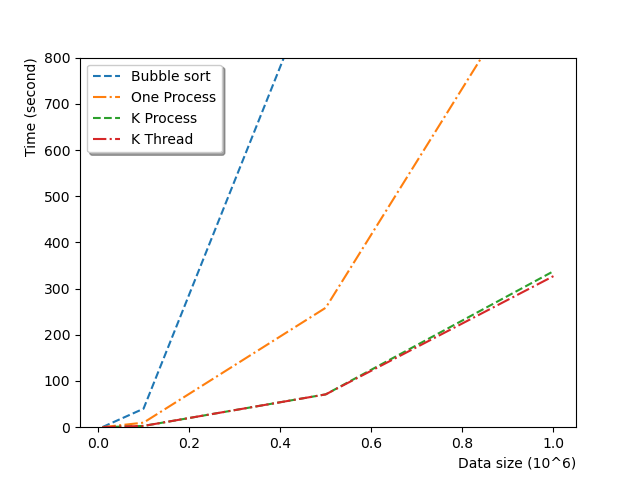 Time (second)
800
700
600
500
400
300
200
100
0
Bubble sort
One Process
K Process
K Thread
0.0 0.2 0.4 0.6 0.8 1.0
Data size (10^6)